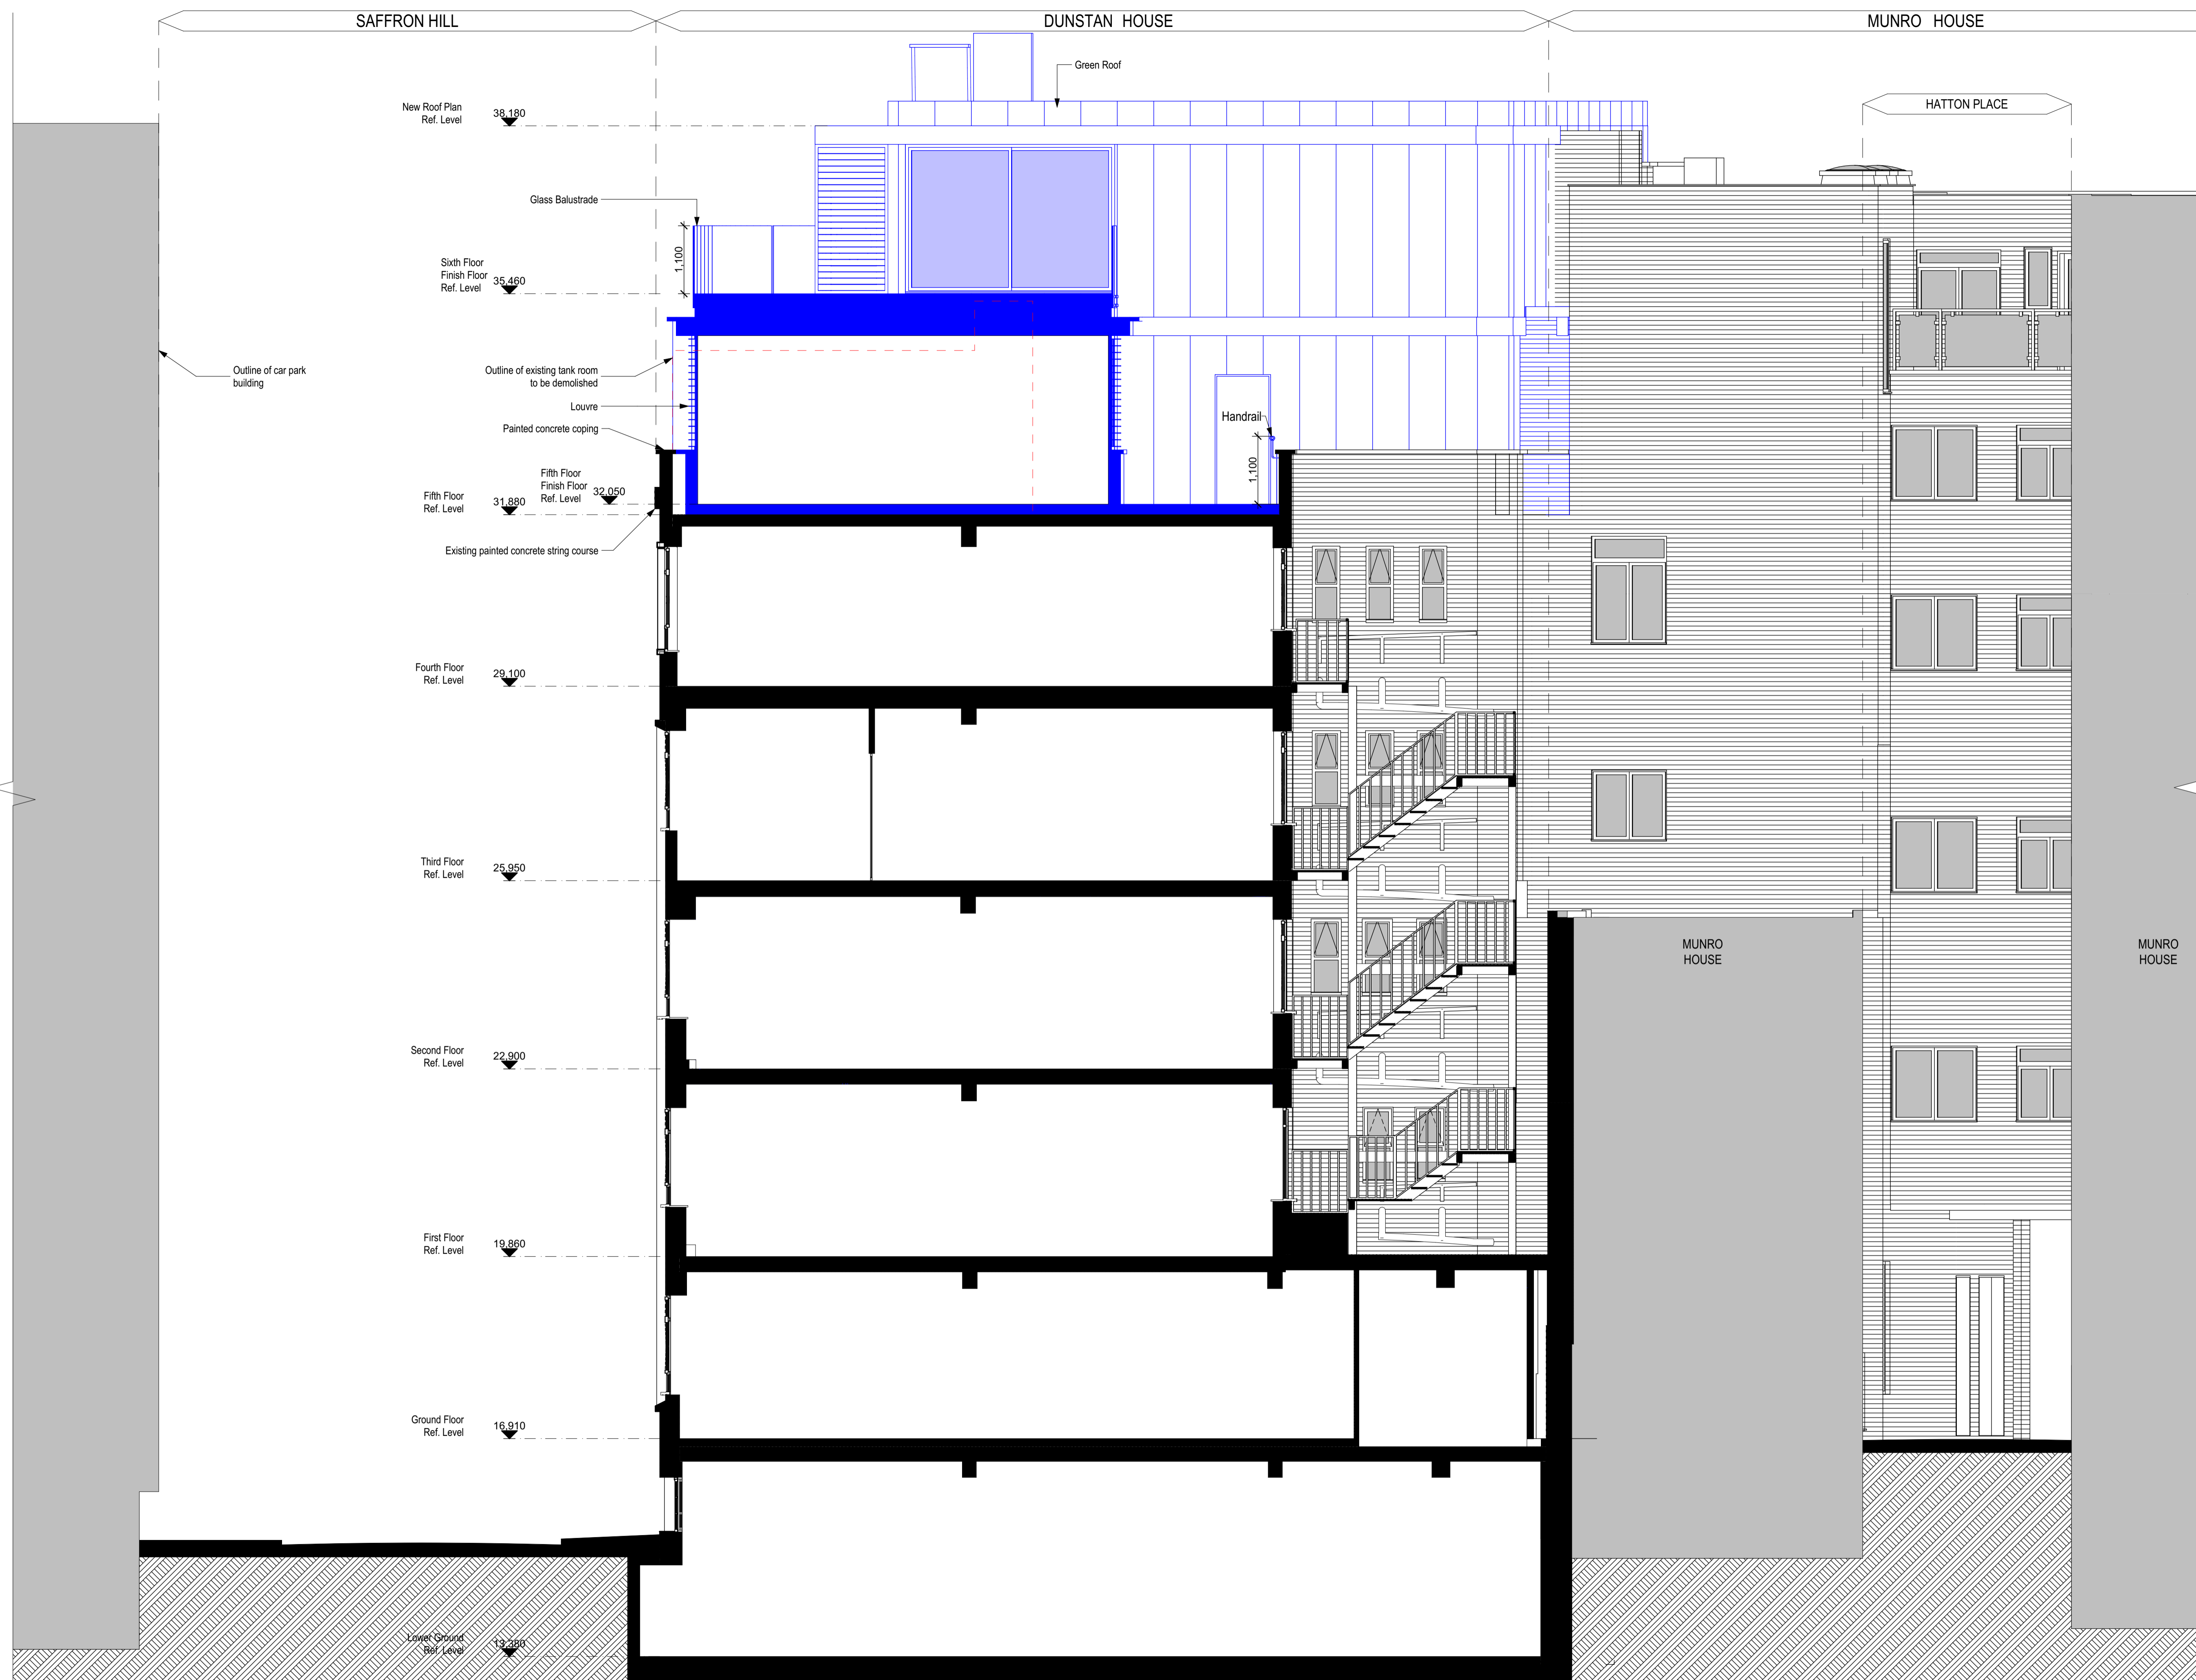 SAFFRON HILL
DUNSTAN HOUSE
MUNRO HOUSE
Green Roof
HATTON PLACE
New Roof Plan
Ref. Level
38,180
Glass Balustrade
1,100
Sixth Floor
Finish Floor
Ref. Level
35,460
Outline of car park
building
Outline of existing tank room
to be demolished
Louvre
Painted concrete coping
Handrail
1,100
Fifth Floor
Finish Floor
Ref. Level
32,050
Fifth Floor
Ref. Level
31,880
Existing painted concrete string course
Fourth Floor
Ref. Level
29,100
Third Floor
Ref. Level
25,950
MUNRO
HOUSE
MUNRO
HOUSE
Second Floor
Ref. Level
22,900
First Floor
Ref. Level
19,860
Ground Floor
Ref. Level
16,910
Lower Ground
Ref. Level
13,380